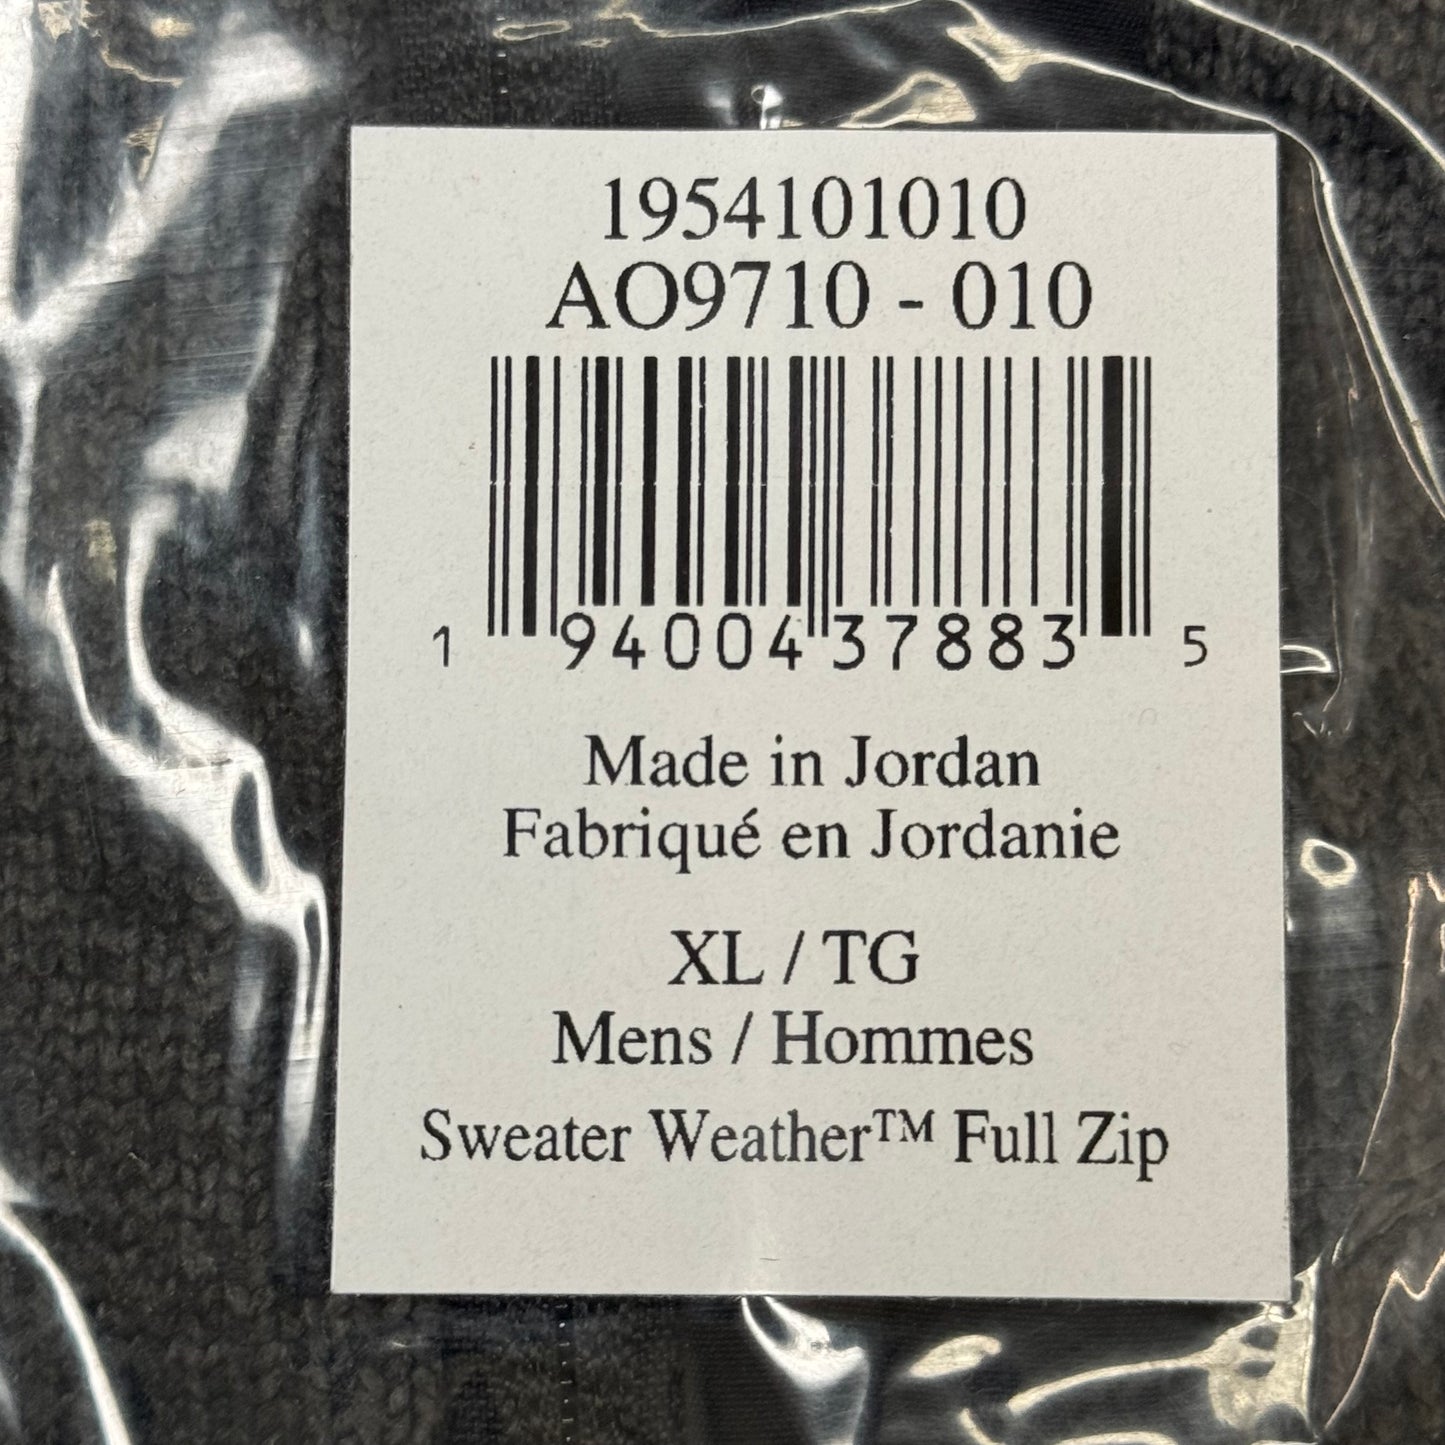 1954101010
AO9710 - 010
1 94004 37883 5
Made in Jordan
Fabriqué en Jordanie
XL / TG
Mens / Hommes
Sweater Weather™ Full Zip